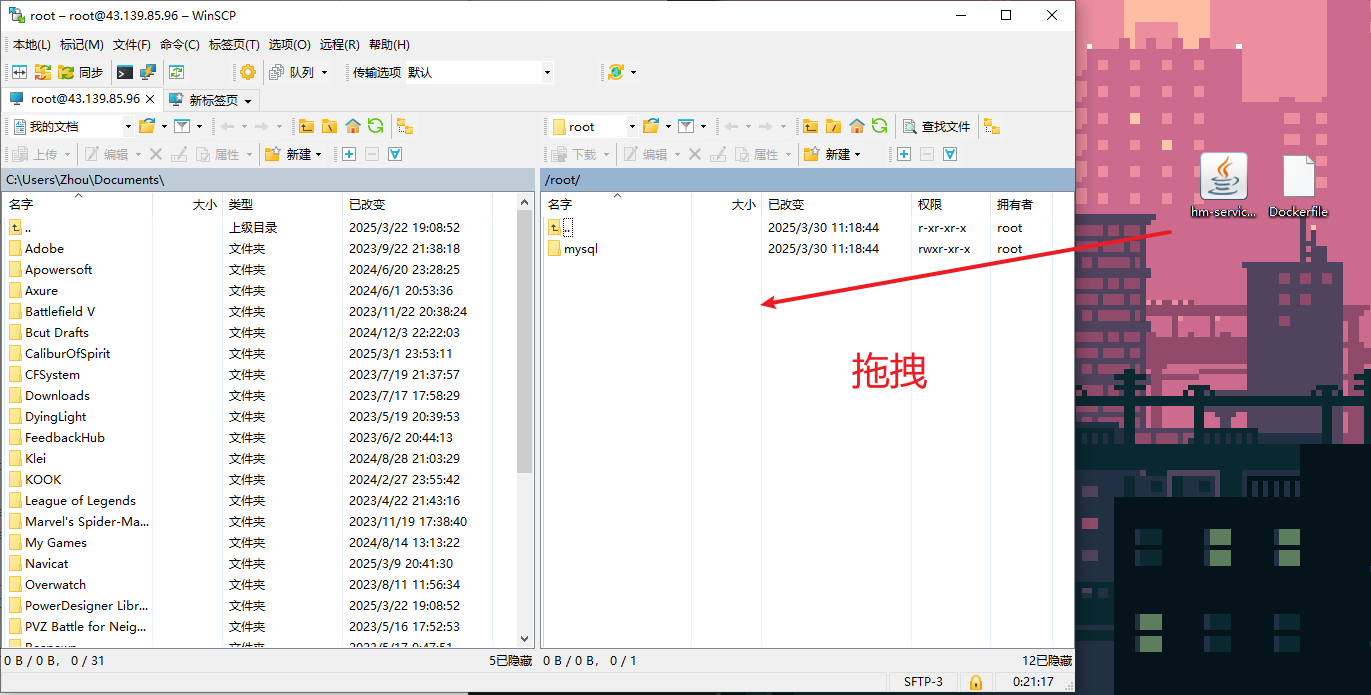 root – root@43.139.85.96 – WinSCP
本地(L) 标记(M) 文件(F) 命令(C) 标签页(T) 选项(O) 远程(R) 帮助(H)
同步 队列 传输选项 默认
root@43.139.85.96 新标签页
我的文档 root 查找文件
上传 编辑 属性 新建 下载 编辑 属性 新建
C:\Users\Zhou\Documents\ /root/
名字 大小 类型 已改变 名字 大小 已改变 权限 拥有者
.. 上级目录 2025/3/22 19:08:52 .. 2025/3/30 11:18:44 r-xr-xr-x root
Adobe 文件夹 2023/9/22 21:38:18 mysql 2025/3/30 11:18:44 rwxr-xr-x root
Apowersoft 文件夹 2024/6/20 23:28:25
Axure 文件夹 2024/6/1 20:53:36
Battlefield V 文件夹 2023/11/22 20:38:24
Bcut Drafts 文件夹 2024/12/3 22:22:03
CaliburOfSpirit 文件夹 2025/3/1 23:53:11
CFSystem 文件夹 2023/7/19 21:37:57
Downloads 文件夹 2023/7/17 17:58:29
DyingLight 文件夹 2023/5/19 20:39:53
FeedbackHub 文件夹 2023/6/2 20:44:13
Klei 文件夹 2024/8/28 21:03:29
KOOK 文件夹 2024/2/27 23:55:42
League of Legends 文件夹 2023/4/22 21:43:16
Marvel's Spider-Ma... 文件夹 2023/11/19 17:38:40
My Games 文件夹 2024/8/14 13:13:22
Navicat 文件夹 2025/3/9 20:41:30
Overwatch 文件夹 2023/8/11 11:56:34
PowerDesigner Libr... 文件夹 2025/3/22 19:08:52
PVZ Battle for Neig... 文件夹 2023/5/16 17:52:53
0 B / 0 B， 0 / 31 5已隐藏 0 B / 0 B， 0 / 1 12已隐藏
SFTP-3 0:21:17
拖拽
hm-servic... Dockerfile